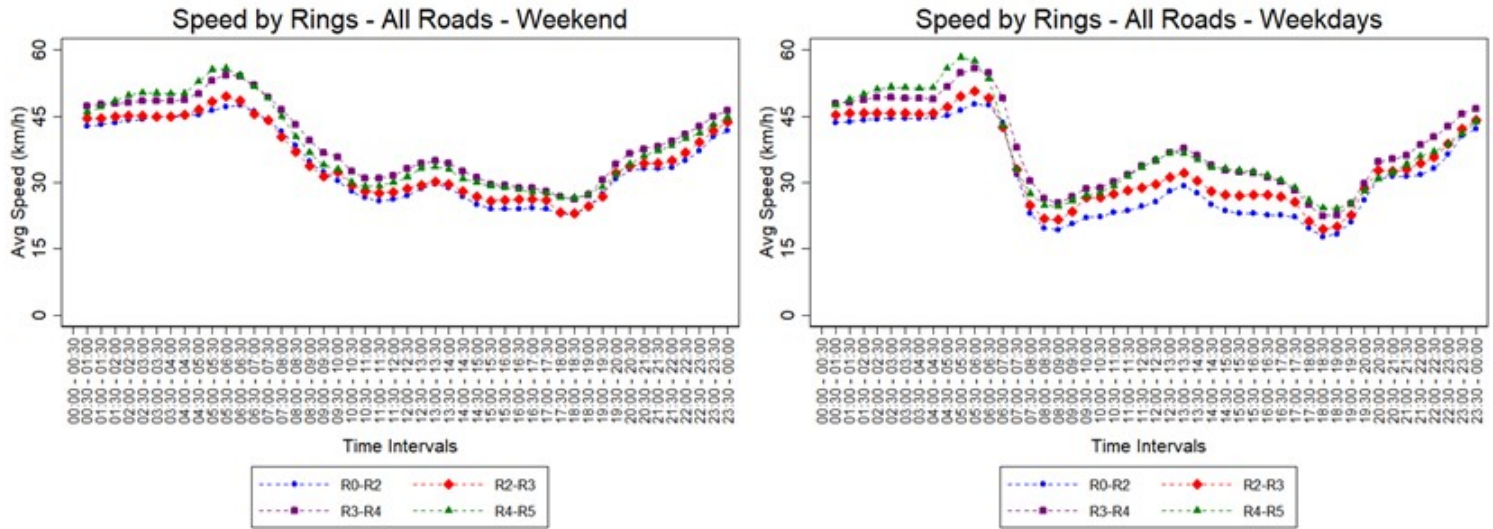 Speed by Rings - All Roads - Weekend
Avg Speed (km/h)
60
45
30
15
0
00:00 - 00:30
00:30 - 01:00
01:00 - 01:30
01:30 - 02:00
02:00 - 02:30
02:30 - 03:00
03:00 - 03:30
03:30 - 04:00
04:00 - 04:30
04:30 - 05:00
05:00 - 05:30
05:30 - 06:00
06:00 - 06:30
06:30 - 07:00
07:00 - 07:30
07:30 - 08:00
08:00 - 08:30
08:30 - 09:00
09:00 - 09:30
09:30 - 10:00
10:00 - 10:30
10:30 - 11:00
11:00 - 11:30
11:30 - 12:00
12:00 - 12:30
12:30 - 13:00
13:00 - 13:30
13:30 - 14:00
14:00 - 14:30
14:30 - 15:00
15:00 - 15:30
15:30 - 16:00
16:00 - 16:30
16:30 - 17:00
17:00 - 17:30
17:30 - 18:00
18:00 - 18:30
18:30 - 19:00
19:00 - 19:30
19:30 - 20:00
20:00 - 20:30
20:30 - 21:00
21:00 - 21:30
21:30 - 22:00
22:00 - 22:30
22:30 - 23:00
23:00 - 23:30
23:30 - 00:00
Time Intervals
R0-R2 R2-R3
R3-R4 R4-R5
Speed by Rings - All Roads - Weekdays
Avg Speed (km/h)
60
45
30
15
0
00:00 - 00:30
00:30 - 01:00
01:00 - 01:30
01:30 - 02:00
02:00 - 02:30
02:30 - 03:00
03:00 - 03:30
03:30 - 04:00
04:00 - 04:30
04:30 - 05:00
05:00 - 05:30
05:30 - 06:00
06:00 - 06:30
06:30 - 07:00
07:00 - 07:30
07:30 - 08:00
08:00 - 08:30
08:30 - 09:00
09:00 - 09:30
09:30 - 10:00
10:00 - 10:30
10:30 - 11:00
11:00 - 11:30
11:30 - 12:00
12:00 - 12:30
12:30 - 13:00
13:00 - 13:30
13:30 - 14:00
14:00 - 14:30
14:30 - 15:00
15:00 - 15:30
15:30 - 16:00
16:00 - 16:30
16:30 - 17:00
17:00 - 17:30
17:30 - 18:00
18:00 - 18:30
18:30 - 19:00
19:00 - 19:30
19:30 - 20:00
20:00 - 20:30
20:30 - 21:00
21:00 - 21:30
21:30 - 22:00
22:00 - 22:30
22:30 - 23:00
23:00 - 23:30
23:30 - 00:00
Time Intervals
R0-R2 R2-R3
R3-R4 R4-R5